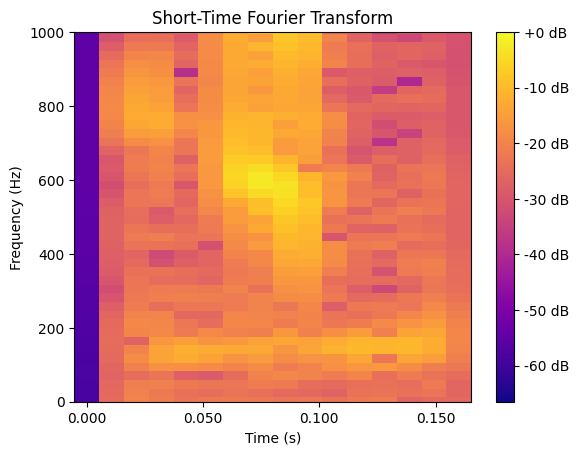 Short-Time Fourier Transform
Frequency (Hz)
1000
800
600
400
200
0
0.000
0.050
0.100
0.150
Time (s)
+0 dB
-10 dB
-20 dB
-30 dB
-40 dB
-50 dB
-60 dB